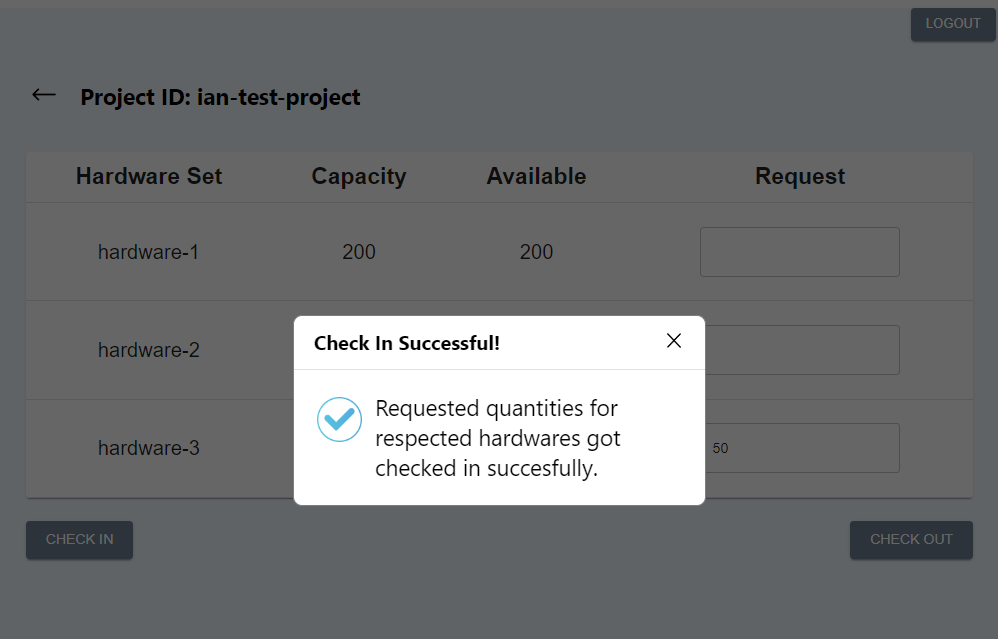 LOGOUT
Project ID: ian-test-project
Hardware Set Capacity Available Request
hardware-1 200 200
hardware-2
hardware-3 50
Check In Successful!
Requested quantities for
respected hardwares got
checked in succesfully.
CHECK IN CHECK OUT